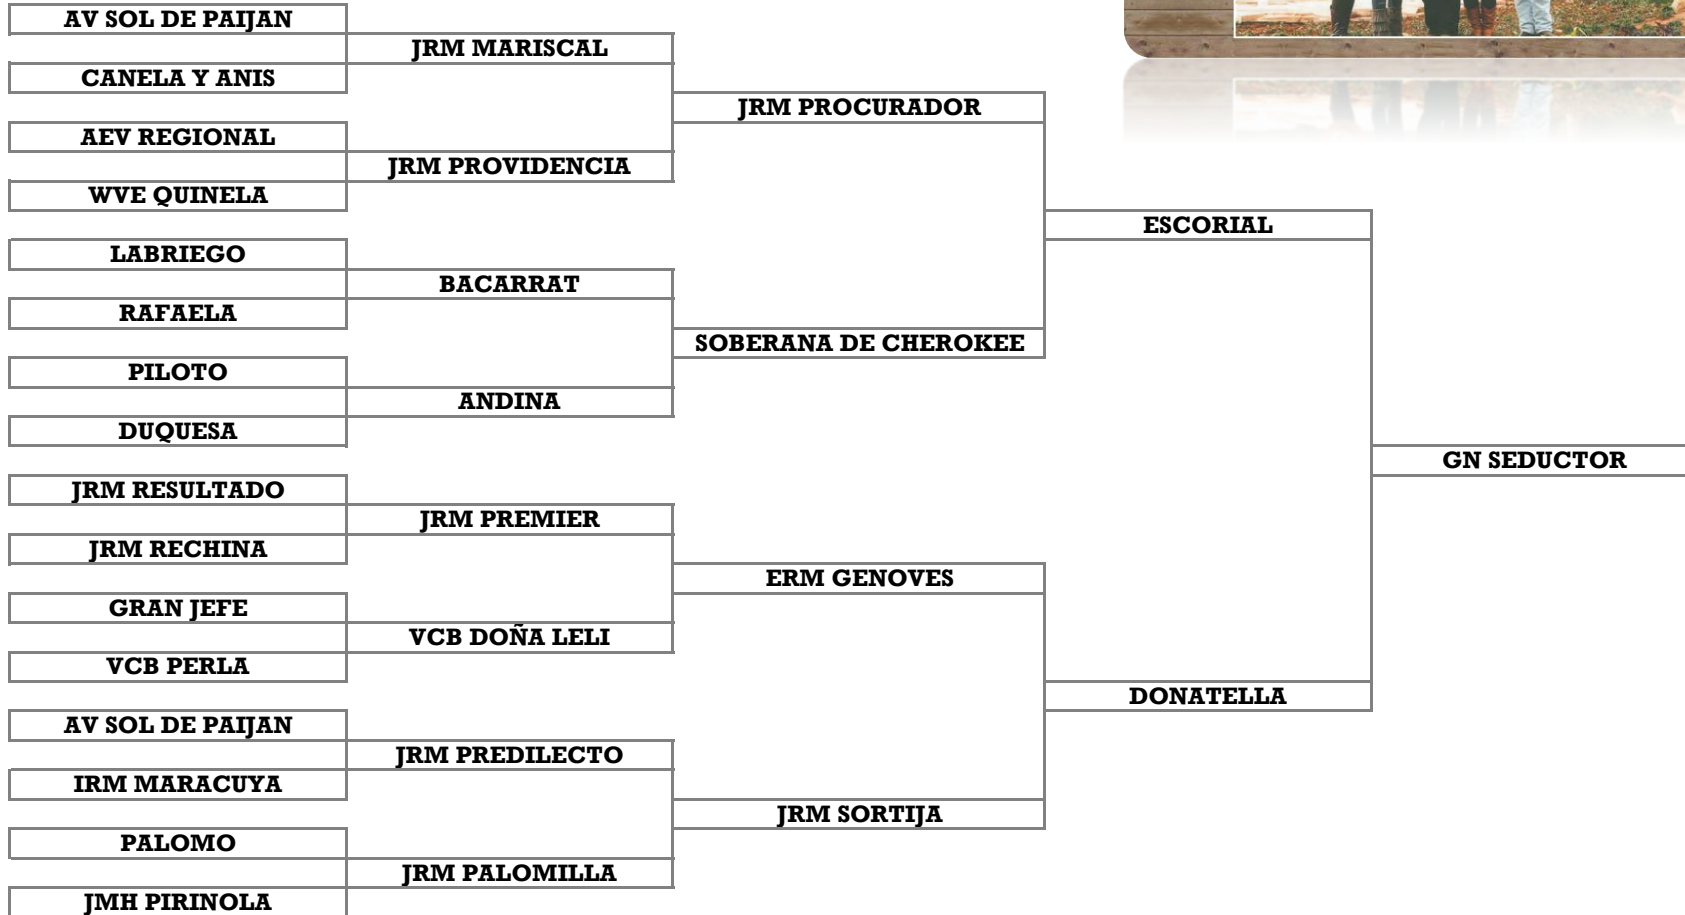 AV SOL DE PAIJAN
JRM MARISCAL
CANELA Y ANIS
JRM PROCURADOR
AEV REGIONAL
JRM PROVIDENCIA
WVE QUINELA
ESCORIAL
LABRIEGO
BACARRAT
RAFAELA
SOBERANA DE CHEROKEE
PILOTO
ANDINA
DUQUESA
GN SEDUCTOR
JRM RESULTADO
JRM PREMIER
JRM RECHINA
ERM GENOVES
GRAN JEFE
VCB DOÑA LELI
VCB PERLA
DONATELLA
AV SOL DE PAIJAN
JRM PREDILECTO
IRM MARACUYA
JRM SORTIJA
PALOMO
JRM PALOMILLA
JMH PIRINOLA